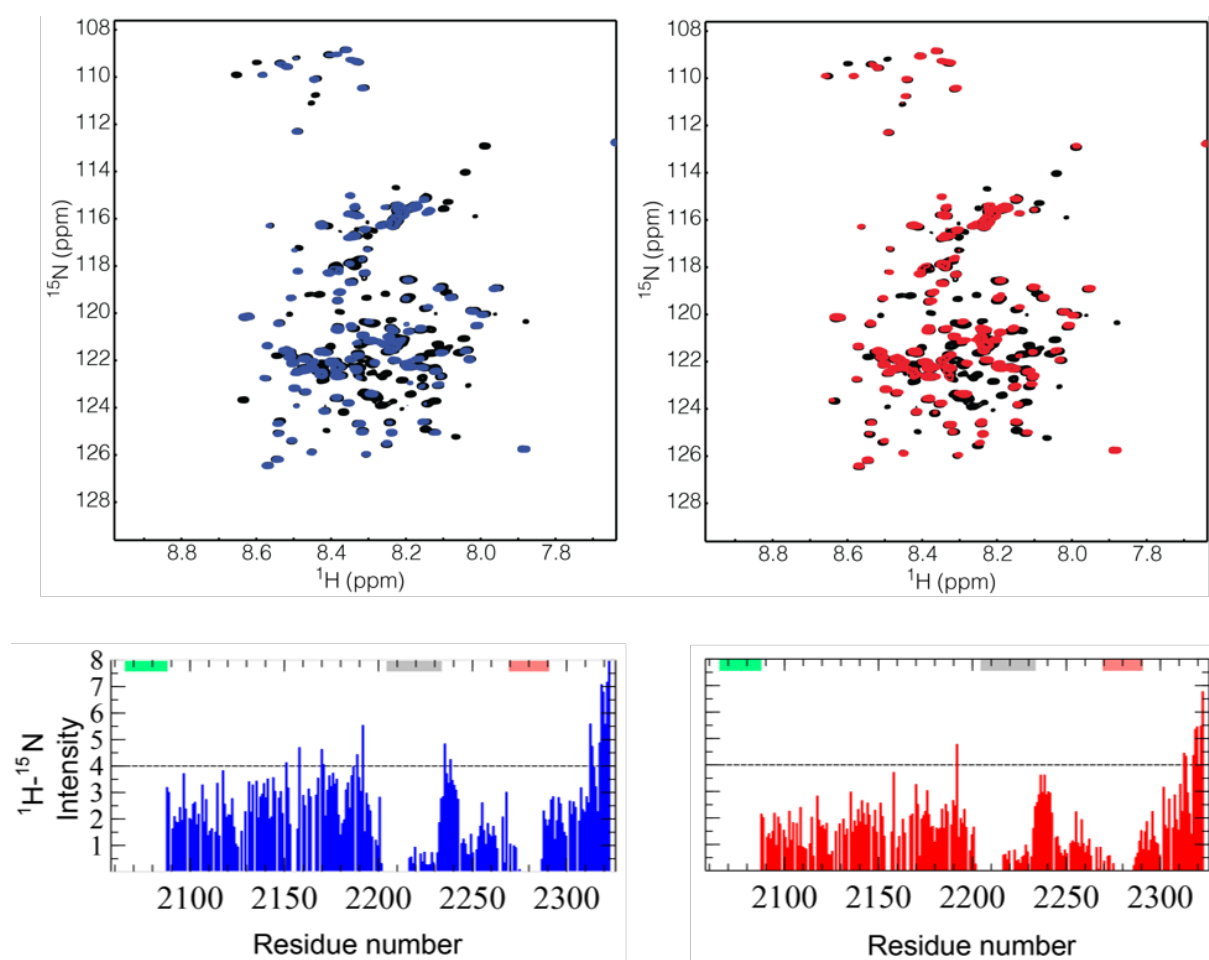 108
110
112
114
116
118
120
122
124
126
128
¹⁵N (ppm)
8.8 8.6 8.4 8.2 8.0 7.8
¹H (ppm)
108
110
112
114
116
118
120
122
124
126
128
¹⁵N (ppm)
8.8 8.6 8.4 8.2 8.0 7.8
¹H (ppm)
¹H-¹⁵N
Intensity
8
7
6
5
4
3
2
1
2100 2150 2200 2250 2300
Residue number
2100 2150 2200 2250 2300
Residue number